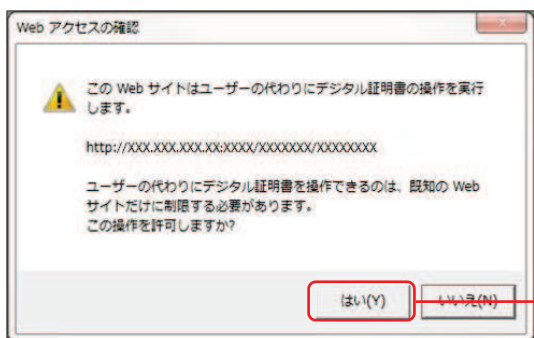 Web アクセスの確認
この Web サイトはユーザーの代わりにデジタル証明書の操作を実行
します。
http://XXX.XXX.XXX.XX:XXXX/XXXXXXX/XXXXXXXX
ユーザーの代わりにデジタル証明書を操作できるのは、既知の Web
サイトだけに制限する必要があります。
この操作を許可しますか?
はい(Y)
いいえ(N)